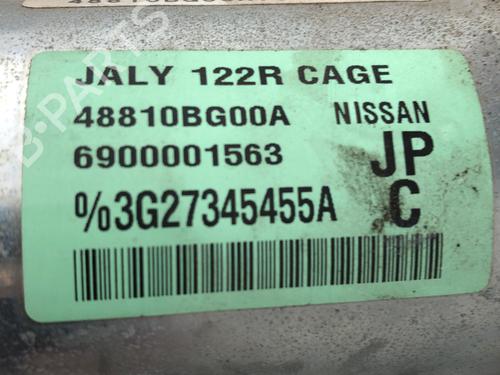 JALY 122R CAGE
48810BG00A NISSAN
6900001563 JP
%3G27345455A C